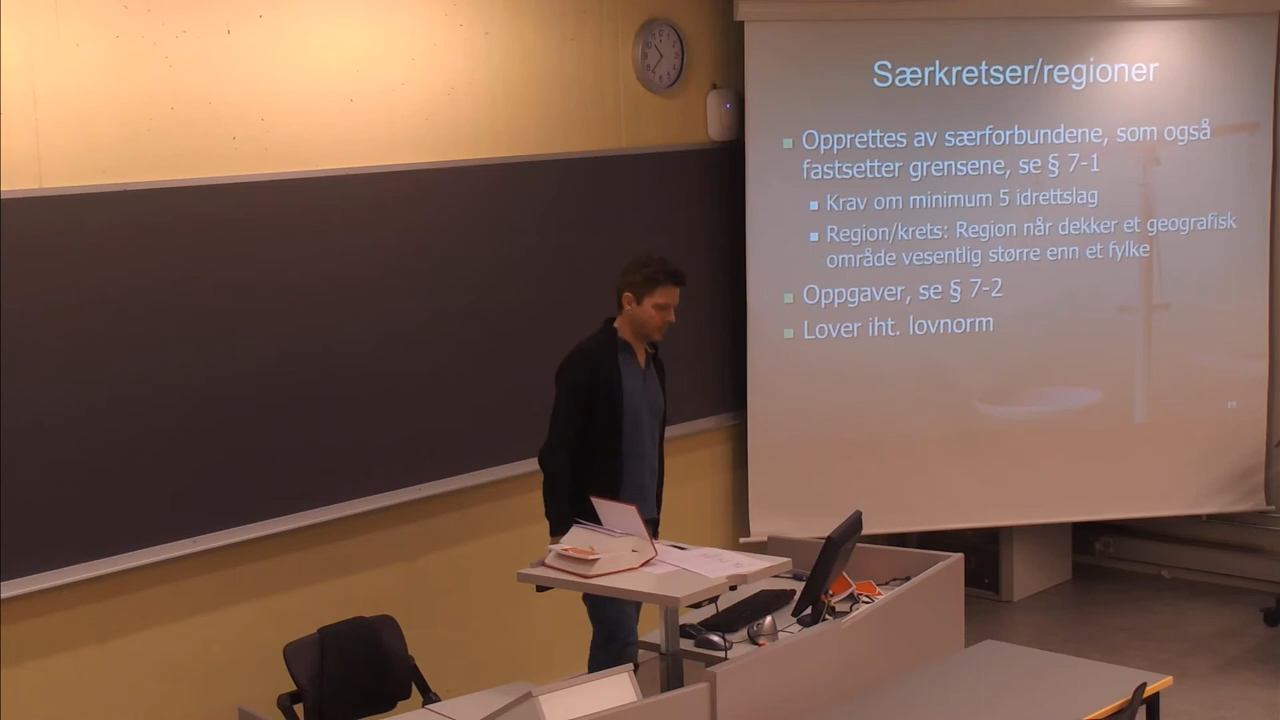 Særkretser/regioner
Opprettes av særforbundene, som også
fastsetter grensene, se § 7-1
Krav om minimum 5 idrettslag
Region/krets: Region når dekker et geografisk
område vesentlig større enn et fylke
Oppgaver, se § 7-2
Lover iht. lovnorm